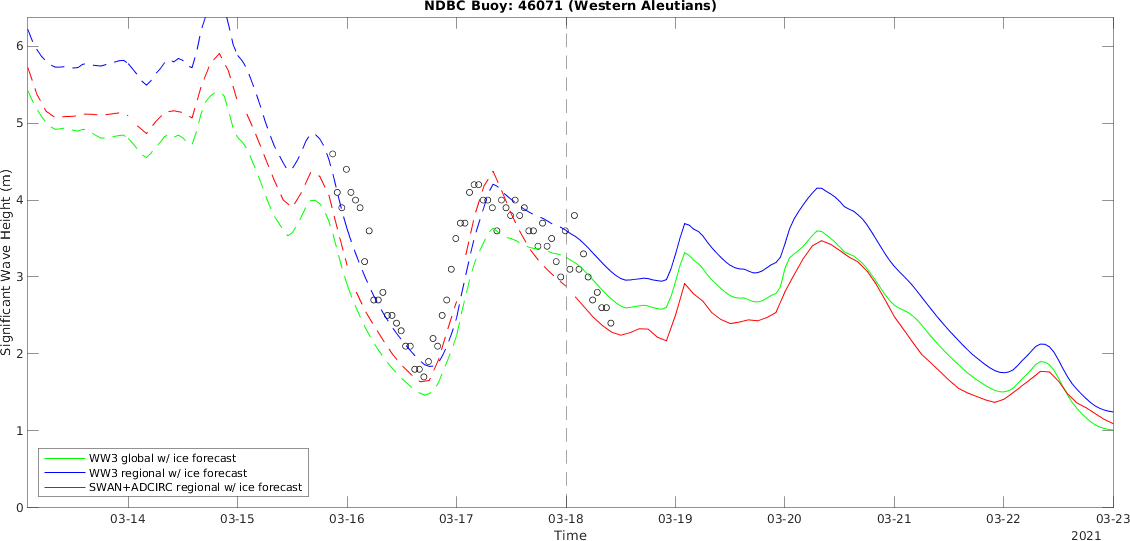 NDBC Buoy: 46071 (Western Aleutians)
6
5
4
3
2
1
0
Significant Wave Height (m)
WW3 global w/ ice forecast
WW3 regional w/ ice forecast
SWAN+ADCIRC regional w/ ice forecast
03-14 03-15 03-16 03-17 03-18 03-19 03-20 03-21 03-22 03-23
Time
2021